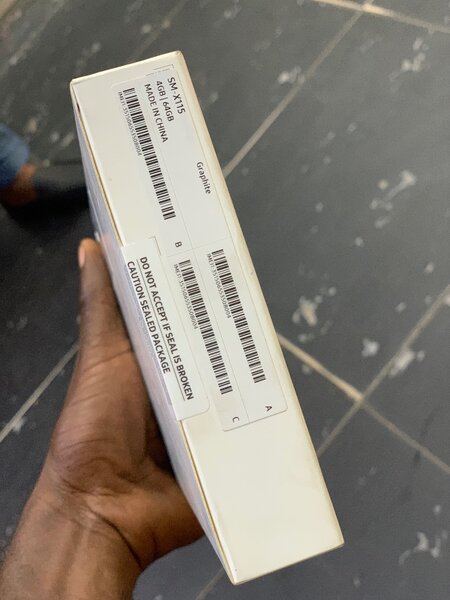 SM-X115
4GB | 64GB
MADE IN CHINA
Graphite
B
A
C
DO NOT ACCEPT IF SEAL IS BROKEN
CAUTION SEALED PACKAGE